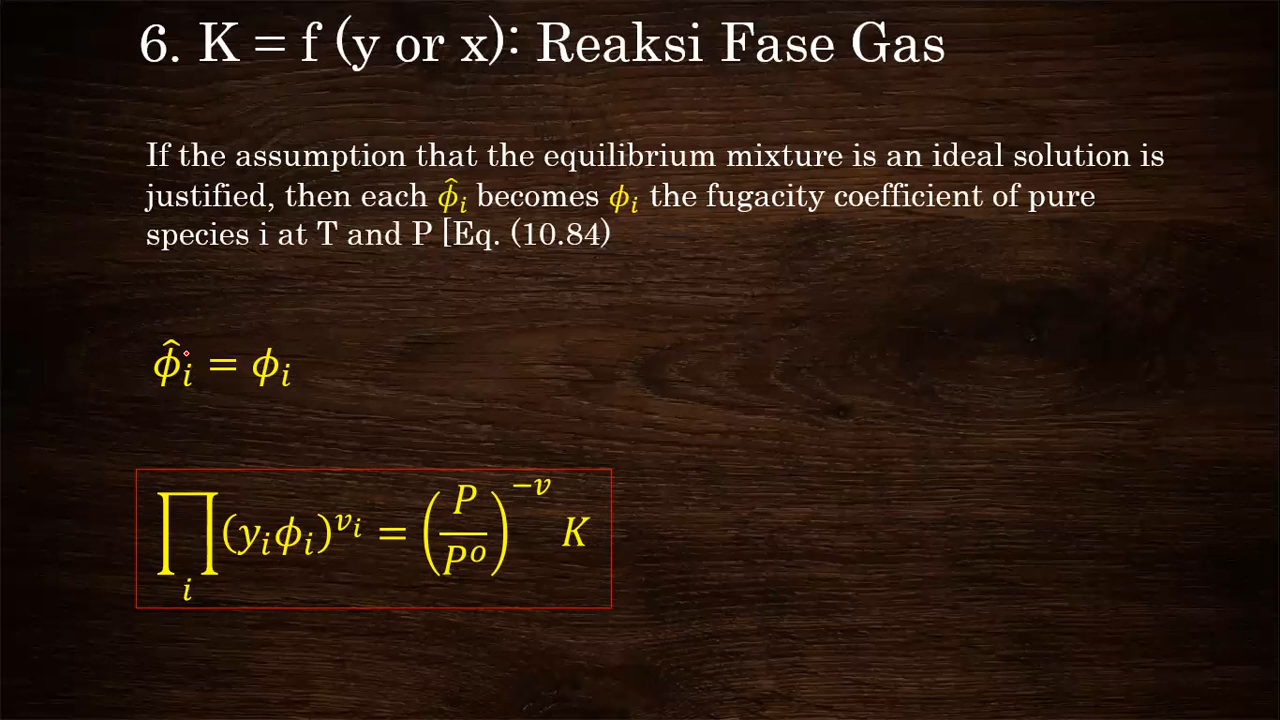 6. K = f (y or x): Reaksi Fase Gas
If the assumption that the equilibrium mixture is an ideal solution is
justified, then each ϕ̂ᵢ becomes ϕᵢ the fugacity coefficient of pure
species i at T and P [Eq. (10.84)
ϕ̂ᵢ = ϕᵢ
∏ᵢ (yᵢϕᵢ)^vᵢ = (P/P°)^−v K